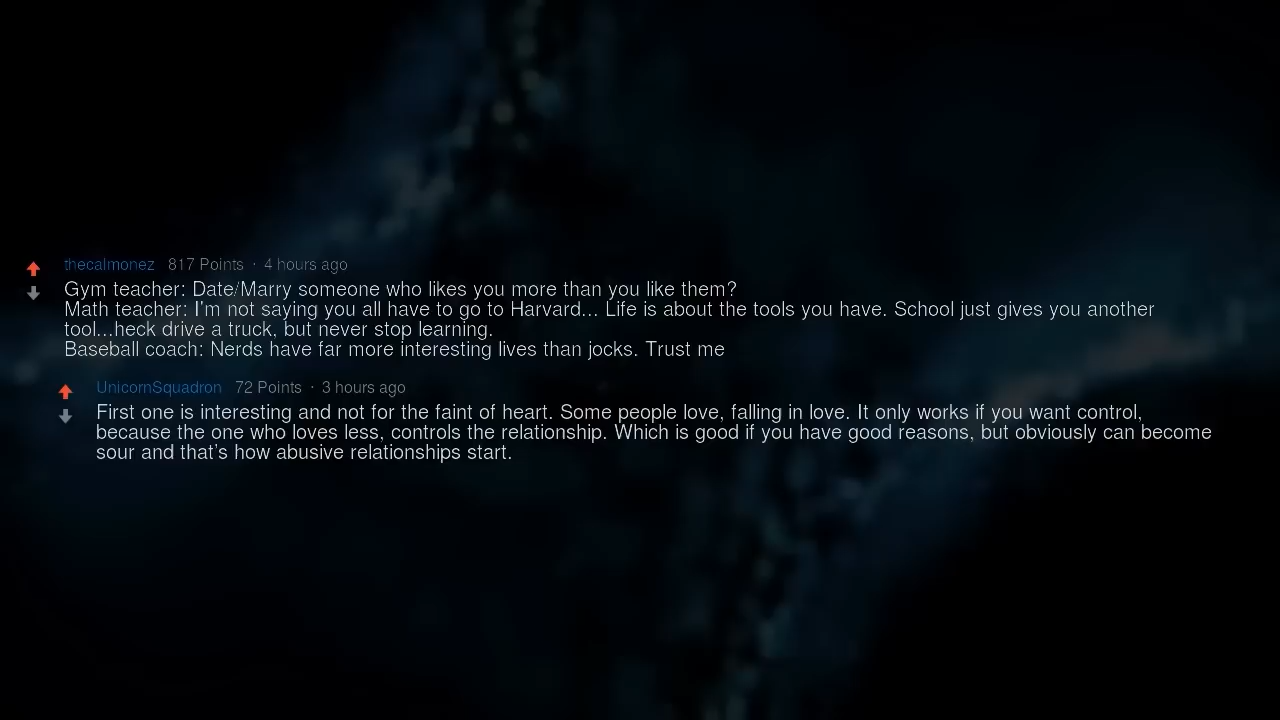 thecalmonez 817 Points · 4 hours ago
Gym teacher: Date/Marry someone who likes you more than you like them?
Math teacher: I'm not saying you all have to go to Harvard... Life is about the tools you have. School just gives you another
tool...heck drive a truck, but never stop learning.
Baseball coach: Nerds have far more interesting lives than jocks. Trust me
UnicornSquadron 72 Points · 3 hours ago
First one is interesting and not for the faint of heart. Some people love, falling in love. It only works if you want control,
because the one who loves less, controls the relationship. Which is good if you have good reasons, but obviously can become
sour and that's how abusive relationships start.